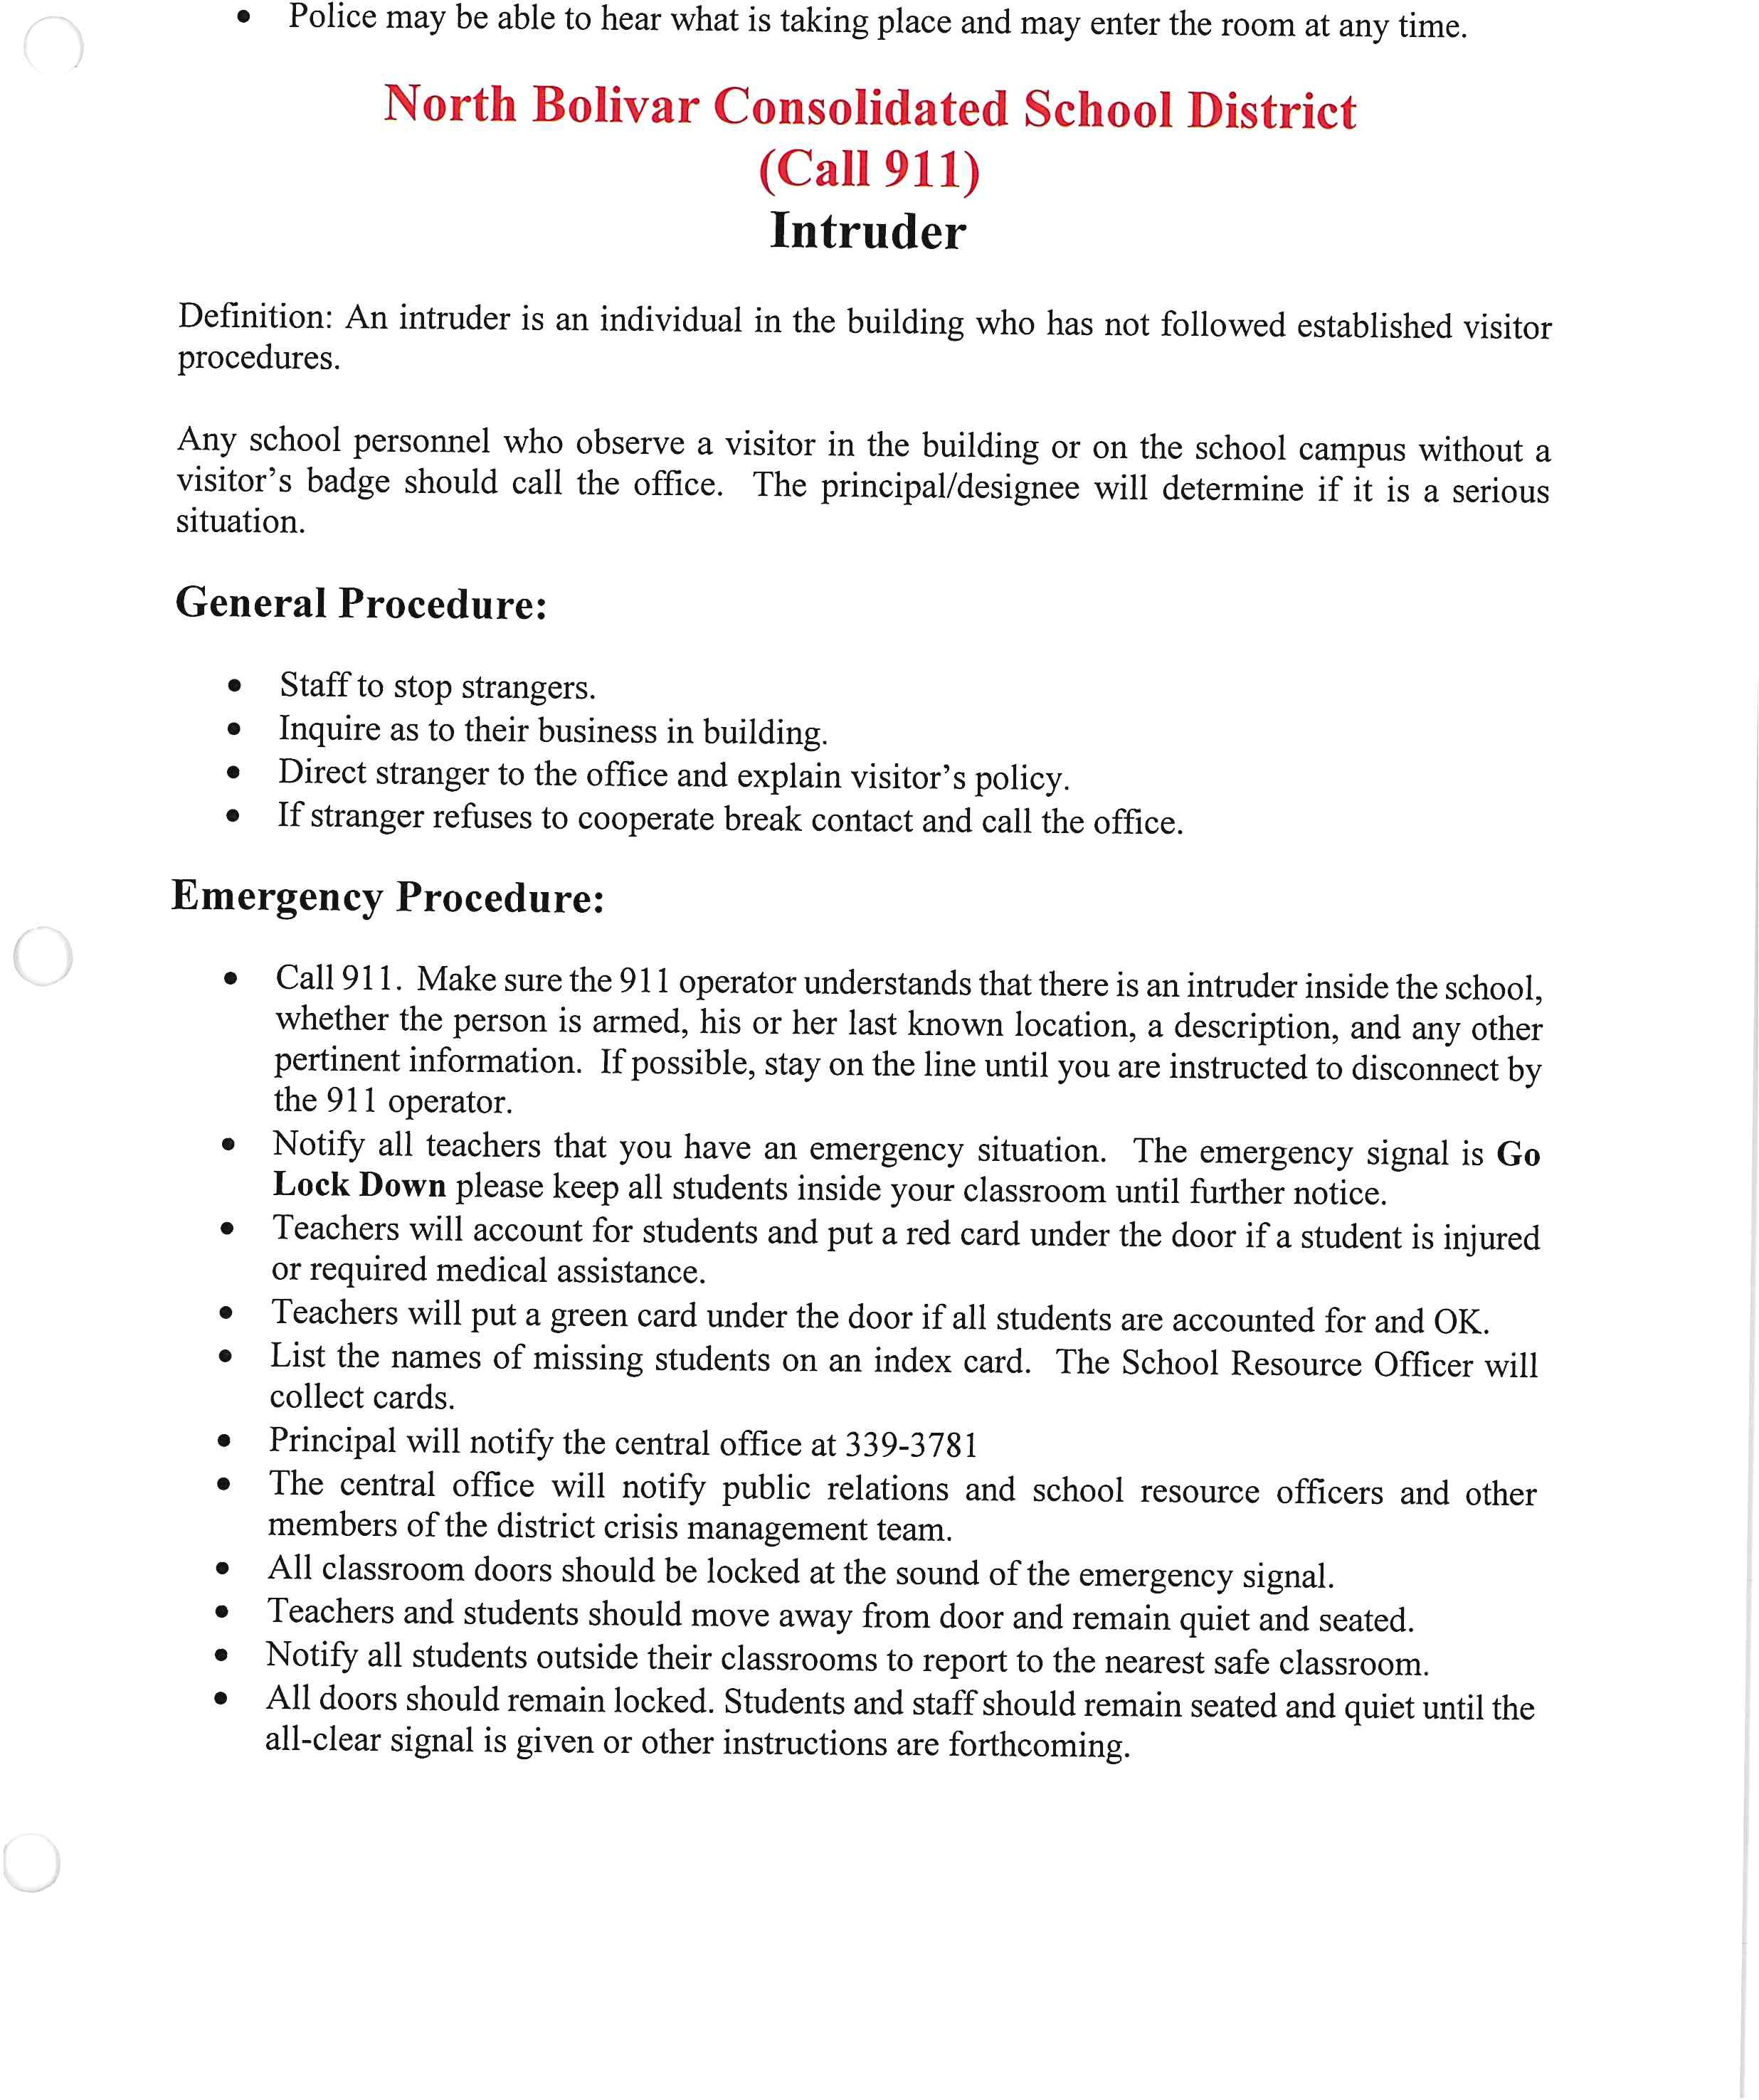 • Police may be able to hear what is taking place and may enter the room at any time.
North Bolivar Consolidated School District
(Call 911)
Intruder
Definition: An intruder is an individual in the building who has not followed established visitor
procedures.
Any school personnel who observe a visitor in the building or on the school campus without a
visitor's badge should call the office. The principal/designee will determine if it is a serious
situation.
General Procedure:
• Staff to stop strangers.
• Inquire as to their business in building.
• Direct stranger to the office and explain visitor's policy.
• If stranger refuses to cooperate break contact and call the office.
Emergency Procedure:
• Call 911. Make sure the 911 operator understands that there is an intruder inside the school,
whether the person is armed, his or her last known location, a description, and any other
pertinent information. If possible, stay on the line until you are instructed to disconnect by
the 911 operator.
• Notify all teachers that you have an emergency situation. The emergency signal is Go
Lock Down please keep all students inside your classroom until further notice.
• Teachers will account for students and put a red card under the door if a student is injured
or required medical assistance.
• Teachers will put a green card under the door if all students are accounted for and OK.
• List the names of missing students on an index card. The School Resource Officer will
collect cards.
• Principal will notify the central office at 339-3781
• The central office will notify public relations and school resource officers and other
members of the district crisis management team.
• All classroom doors should be locked at the sound of the emergency signal.
• Teachers and students should move away from door and remain quiet and seated.
• Notify all students outside their classrooms to report to the nearest safe classroom.
• All doors should remain locked. Students and staff should remain seated and quiet until the
all-clear signal is given or other instructions are forthcoming.